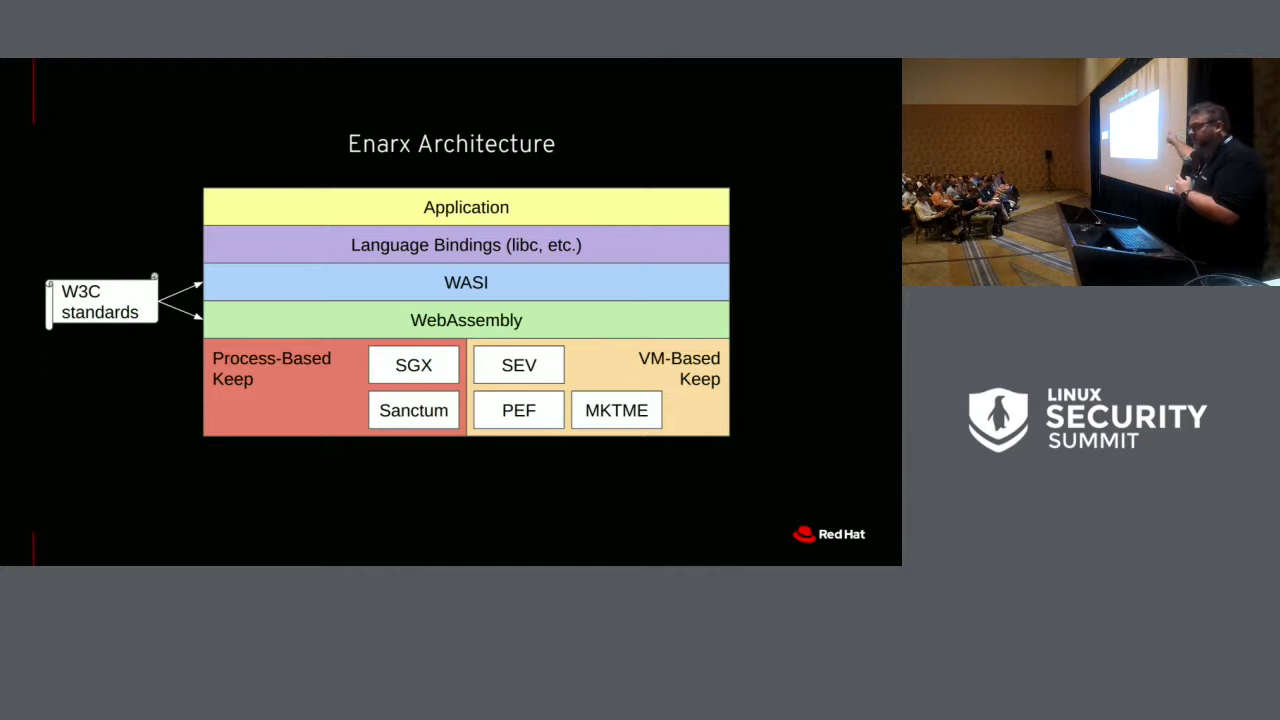 Enarx Architecture
Application
Language Bindings (libc, etc.)
WASI
W3C
standards
WebAssembly
Process-Based
Keep
SGX
SEV
VM-Based
Keep
Sanctum
PEF
MKTME
Red Hat
LINUX
SECURITY
SUMMIT